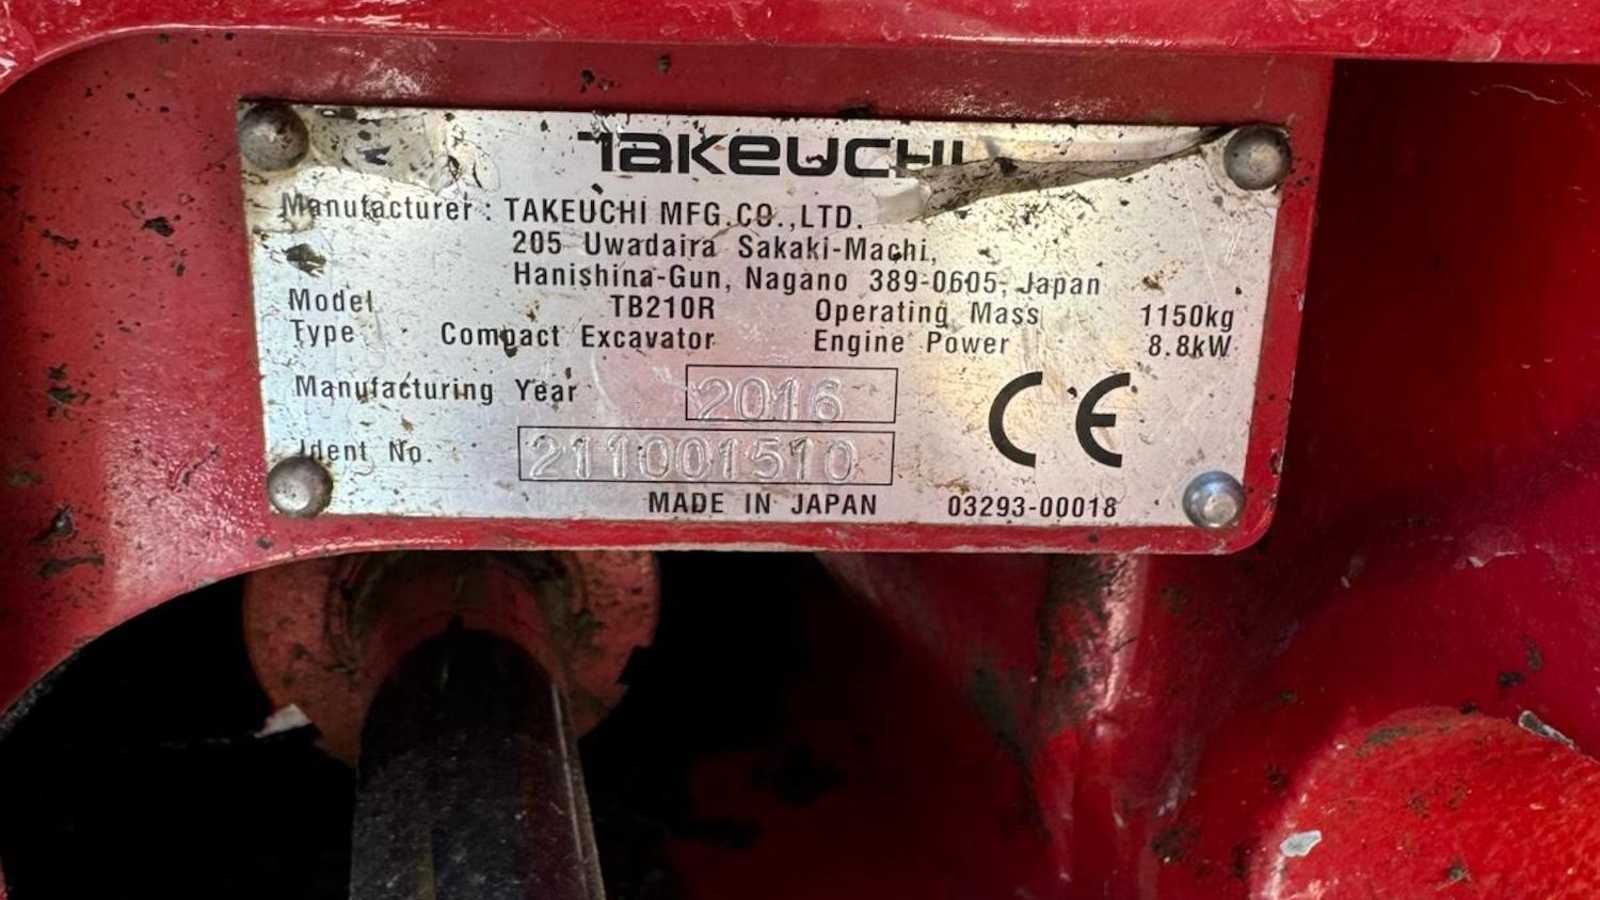 TAKEUCHI
Manufacturer : TAKEUCHI MFG.CO.,LTD.
205 Uwadaira Sakaki-Machi,
Hanishina-Gun, Nagano 389-0605, Japan
Model TB210R Operating Mass 1150kg
Type Compact Excavator Engine Power 8.8kW
Manufacturing Year 2016
Ident No. 211001510
MADE IN JAPAN 03293-00018
CE